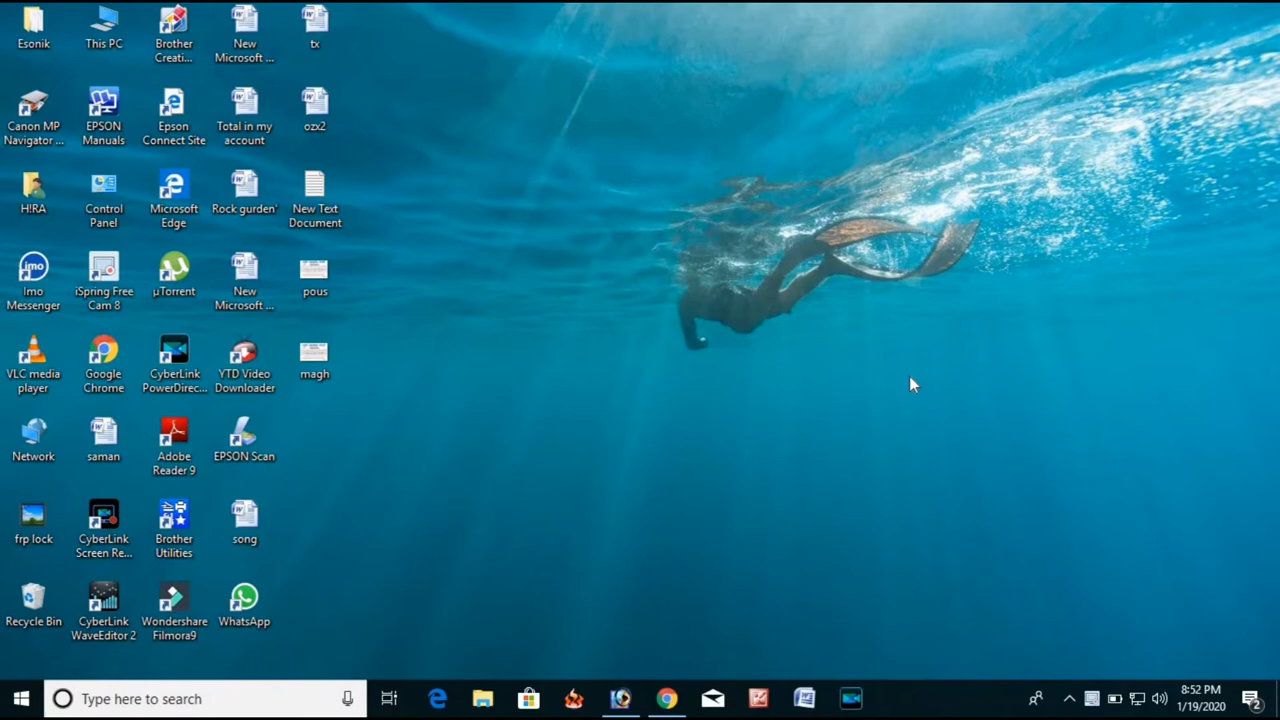 Esonik
This PC
Brother
Creati...
New
Microsoft ...
tx
Canon MP
Navigator ...
EPSON
Manuals
Epson
Connect Site
Total in my
account
ozx2
H!RA
Control
Panel
Microsoft
Edge
Rock gurden'
New Text
Document
imo
Imo
Messenger
iSpring Free
Cam 8
µTorrent
New
Microsoft ...
pous
VLC media
player
Google
Chrome
CyberLink
PowerDirec...
YTD Video
Downloader
magh
Network
saman
Adobe
Reader 9
EPSON Scan
frp lock
CyberLink
Screen Re...
Brother
Utilities
song
Recycle Bin
CyberLink
WaveEditor 2
Wondershare
Filmora9
WhatsApp
Type here to search
8:52 PM
1/19/2020
2